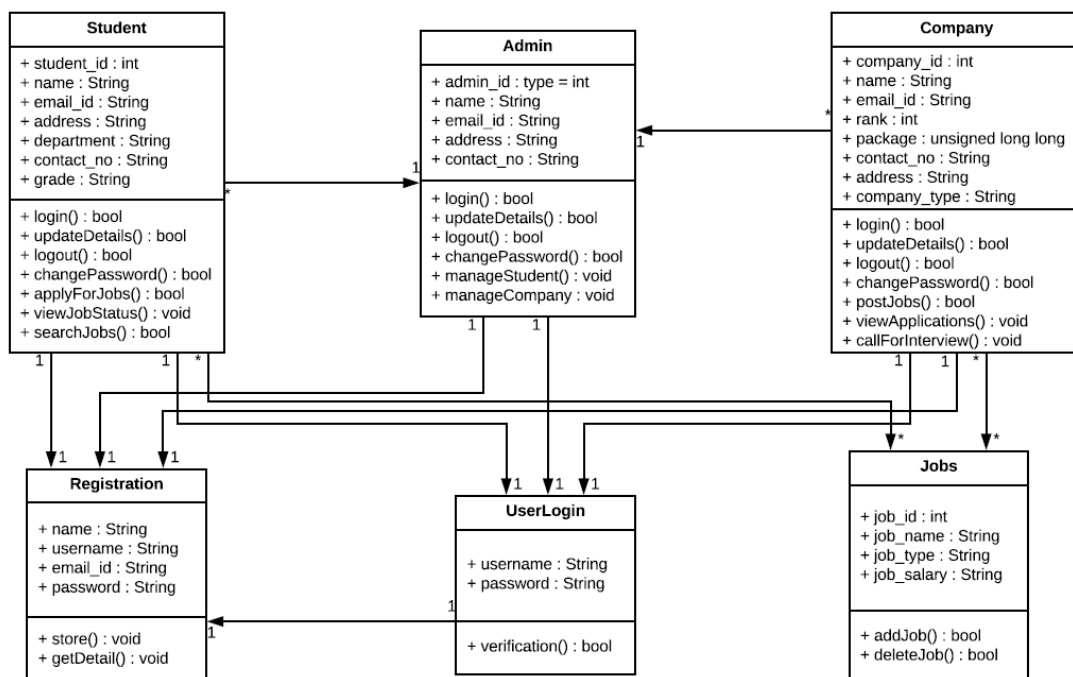 Student
+ student_id : int
+ name : String
+ email_id : String
+ address : String
+ department : String
+ contact_no : String
+ grade : String
+ login() : bool
+ updateDetails() : bool
+ logout() : bool
+ changePassword() : bool
+ applyForJobs() : bool
+ viewJobStatus() : void
+ searchJobs() : bool
Admin
+ admin_id : type = int
+ name : String
+ email_id : String
+ address : String
+ contact_no : String
+ login() : bool
+ updateDetails() : bool
+ logout() : bool
+ changePassword() : bool
+ manageStudent() : void
+ manageCompany : void
Company
+ company_id : int
+ name : String
+ email_id : String
+ rank : int
+ package : unsigned long long
+ contact_no : String
+ address : String
+ company_type : String
+ login() : bool
+ updateDetails() : bool
+ logout() : bool
+ changePassword() : bool
+ postJobs() : bool
+ viewApplications() : void
+ callForInterview() : void
*
1
1
*
1
1
*
1
1
1
1
*
1
1
1
1
1
1
*
*
Registration
+ name : String
+ username : String
+ email_id : String
+ password : String
+ store() : void
+ getDetail() : void
1
1
UserLogin
+ username : String
+ password : String
+ verification() : bool
Jobs
+ job_id : int
+ job_name : String
+ job_type : String
+ job_salary : String
+ addJob() : bool
+ deleteJob() : bool